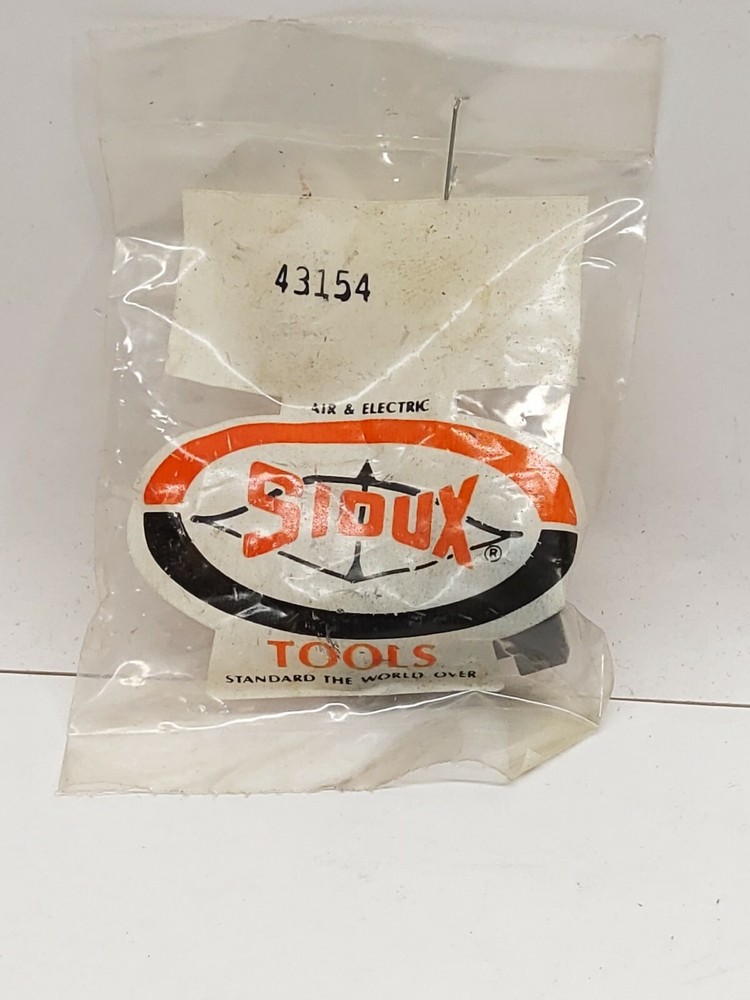 43154
AIR & ELECTRIC
SIOUX ®
TOOLS
STANDARD THE WORLD OVER